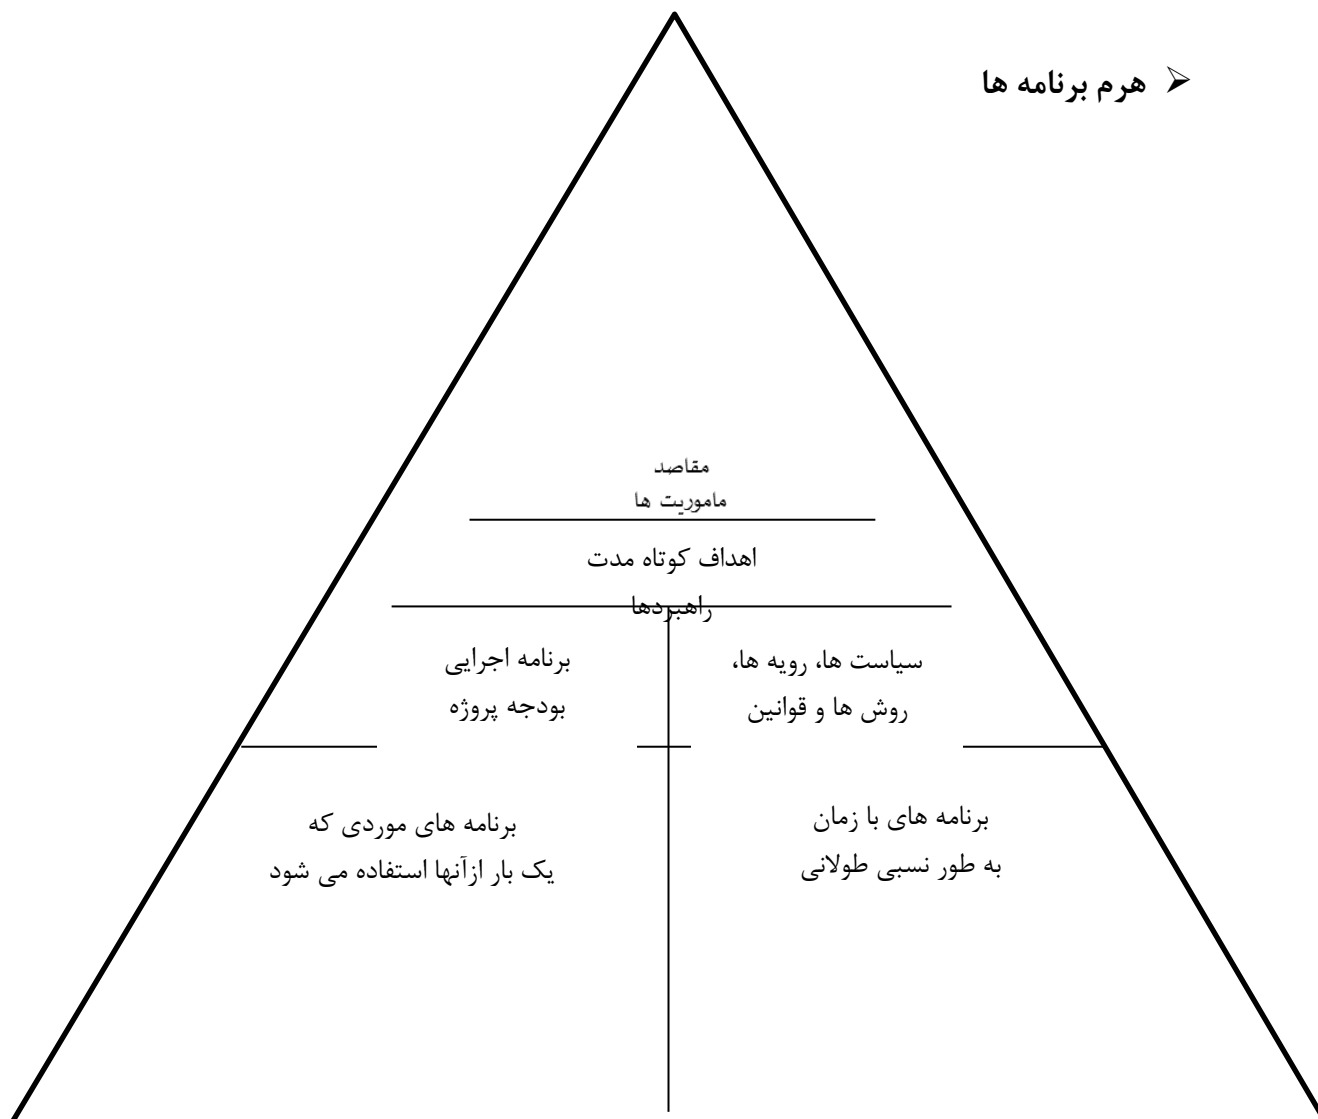 هرم برنامه ها
مقاصد
ماموریت ها
اهداف کوتاه مدت
راهبردها
سیاست ها، رویه ها،
روش ها و قوانین
برنامه اجرایی
بودجه پروژه
برنامه های با زمان
به طور نسبی طولانی
برنامه های موردی که
یک بار ازآنها استفاده می شود